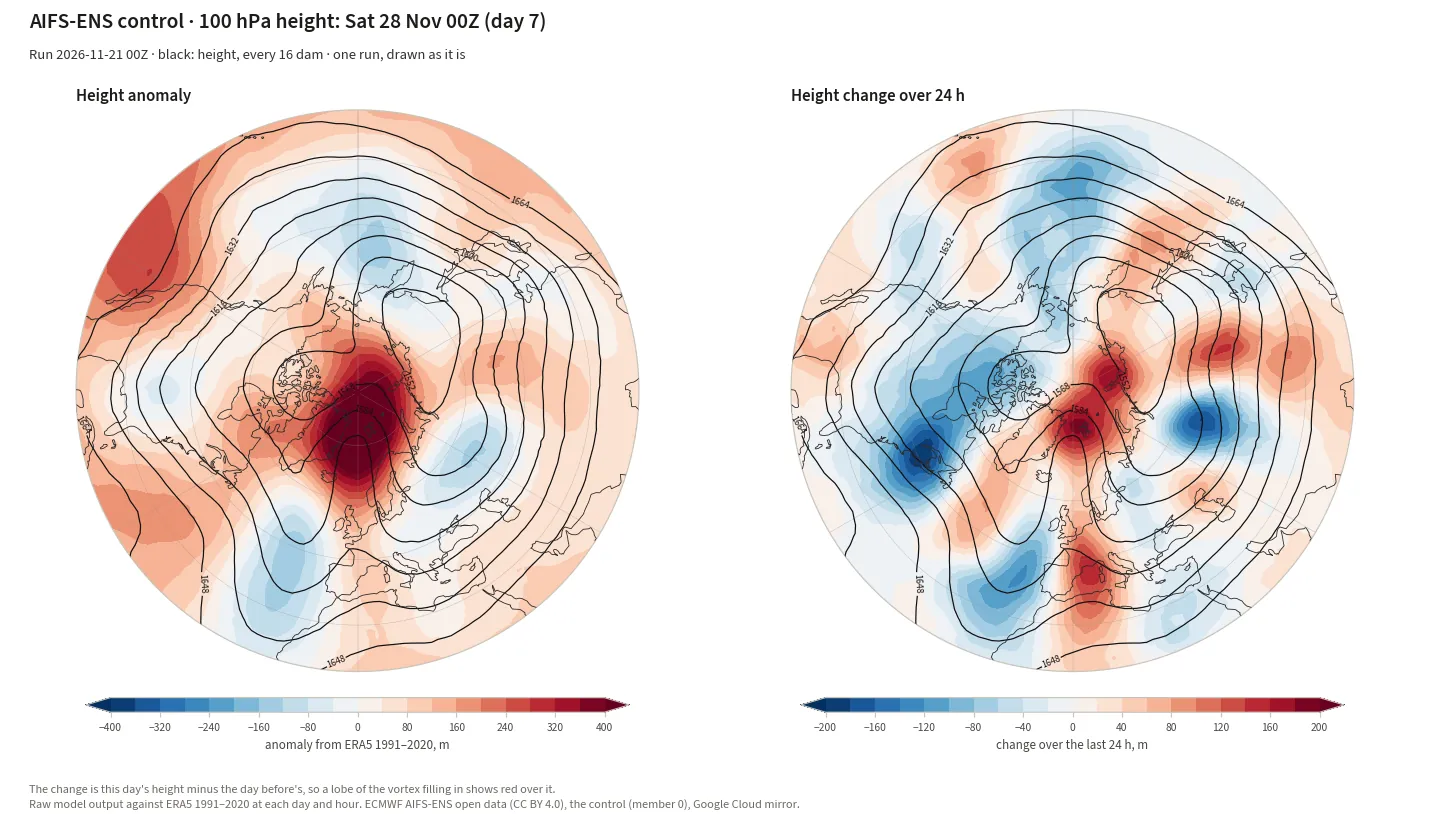 AIFS-ENS control · 100 hPa height: Sat 28 Nov 00Z (day 7)
Run 2026-11-21 00Z · black: height, every 16 dam · one run, drawn as it is
Height anomaly
Height change over 24 h
1664
1632
1616
1648
1648
1664
1632
1616
1568
1584
1648
1648
−400 −320 −240 −160 −80 0 80 160 240 320 400
anomaly from ERA5 1991–2020, m
−200 −160 −120 −80 −40 0 40 80 120 160 200
change over the last 24 h, m
The change is this day's height minus the day before's, so a lobe of the vortex filling in shows red over it.
Raw model output against ERA5 1991–2020 at each day and hour. ECMWF AIFS-ENS open data (CC BY 4.0), the control (member 0), Google Cloud mirror.